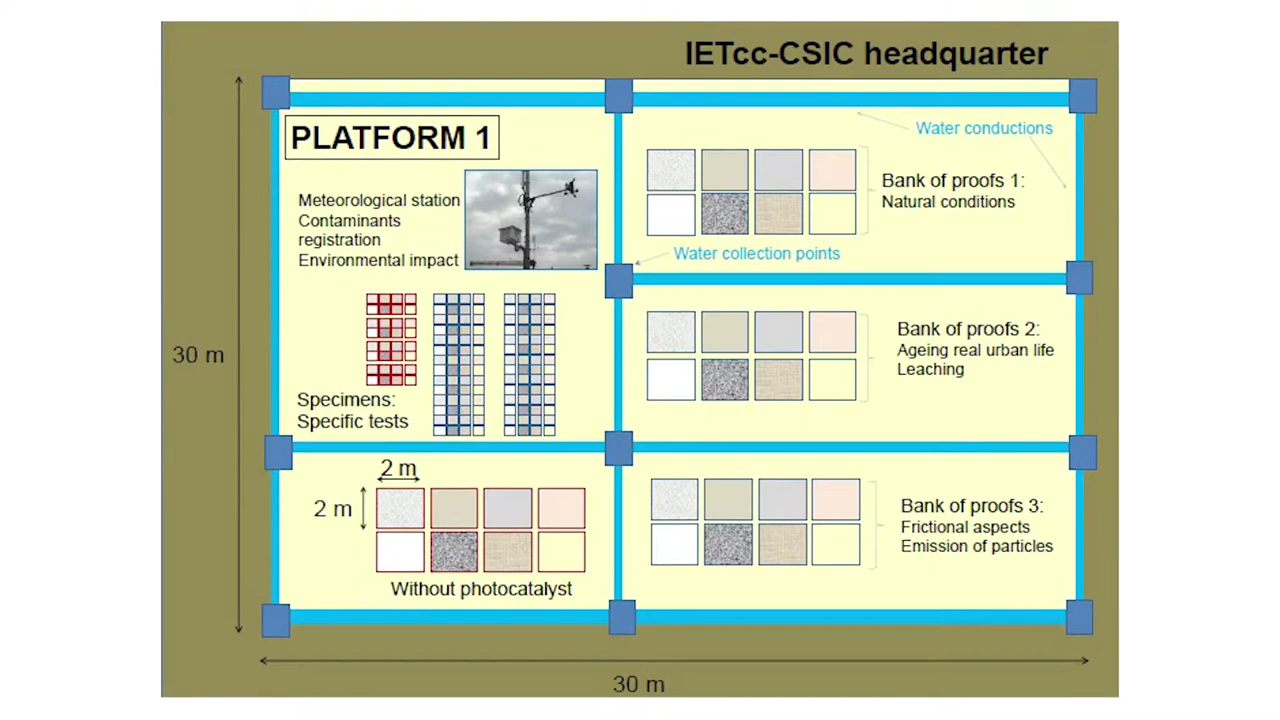 IETcc-CSIC headquarter
PLATFORM 1
Water conductions
Meteorological station
Contaminants
registration
Environmental impact
Bank of proofs 1:
Natural conditions
Water collection points
30 m
Bank of proofs 2:
Ageing real urban life
Leaching
Specimens:
Specific tests
2 m
2 m
Without photocatalyst
Bank of proofs 3:
Frictional aspects
Emission of particles
30 m